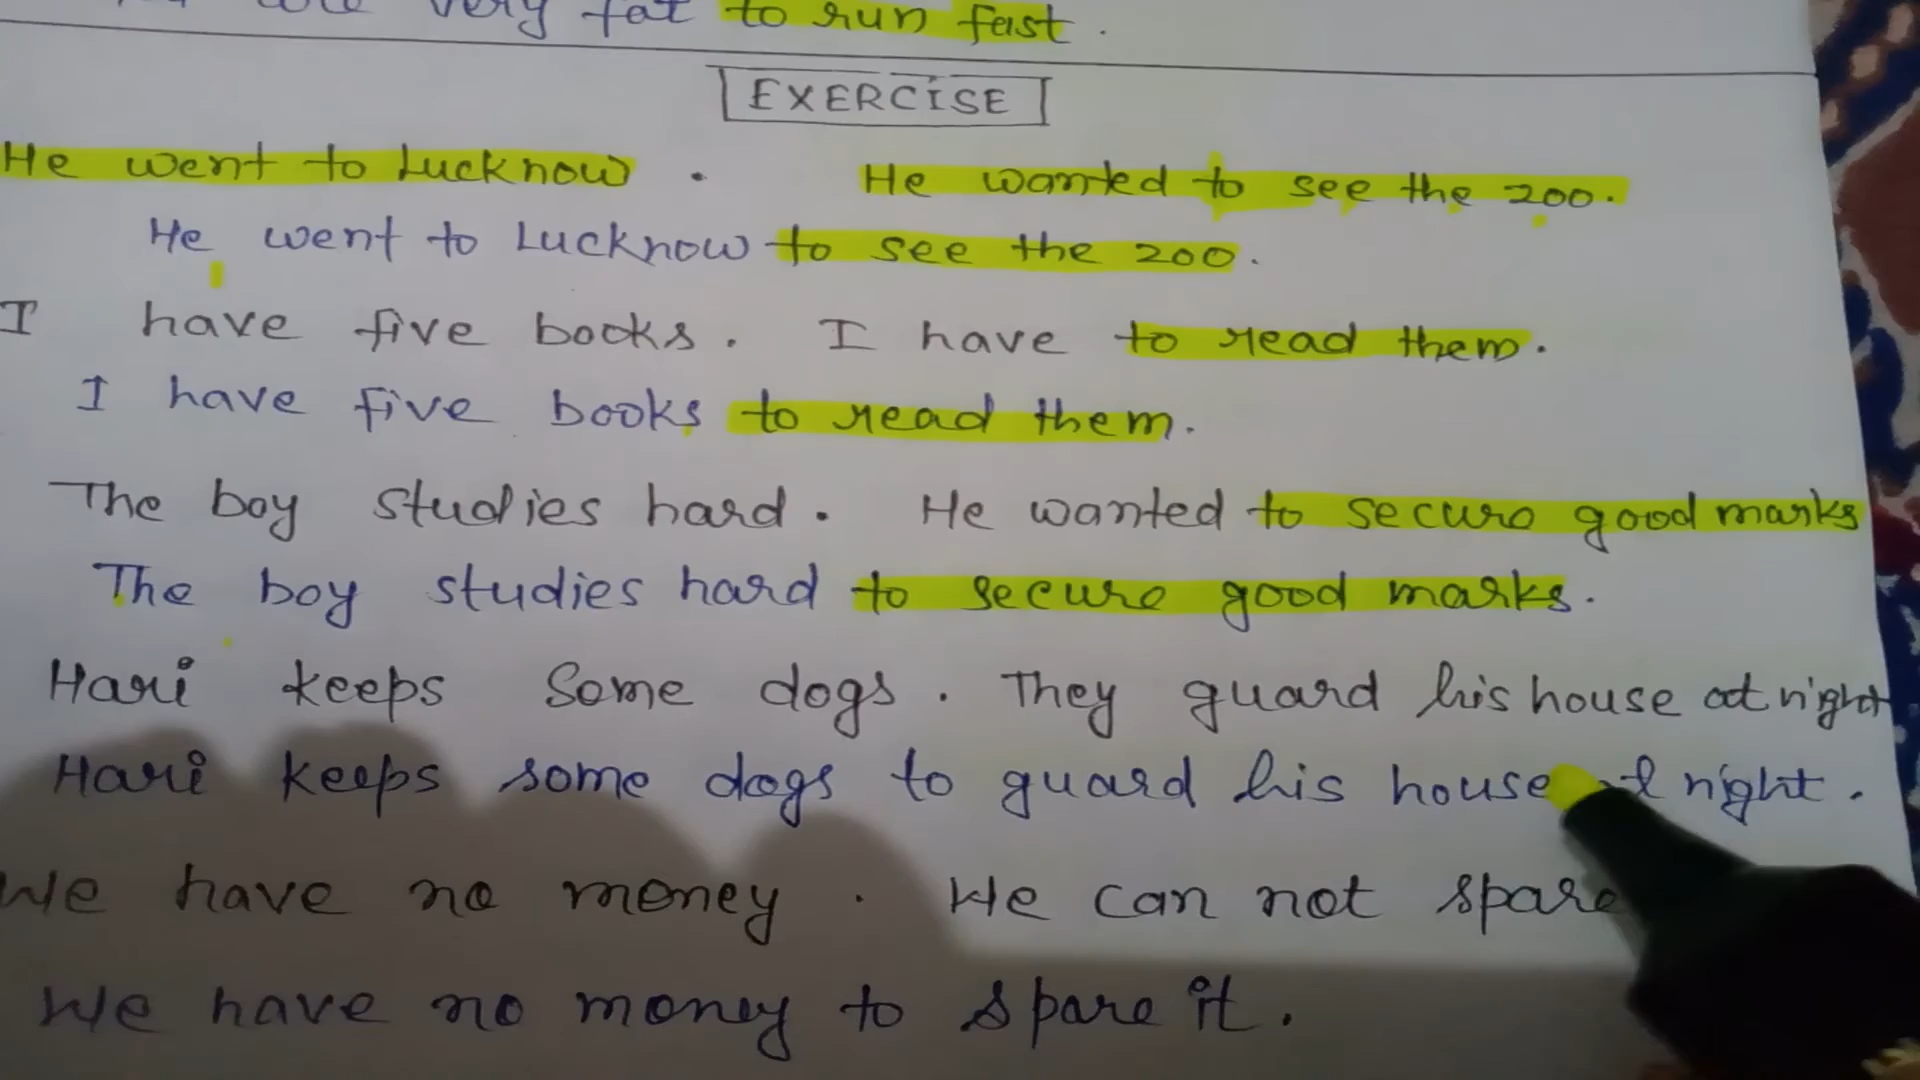 very fat to run fast.
EXERCISE
He went to Lucknow. He wanted to see the zoo.
He went to Lucknow to see the zoo.
I have five books. I have to read them.
I have five books to read them.
The boy studies hard. He wanted to secure good marks
The boy studies hard to secure good marks.
Hari keeps some dogs. They guard his house at night
Hari keeps some dogs to guard his house night.
We have no money. He can not spare
We have no money to spare it.